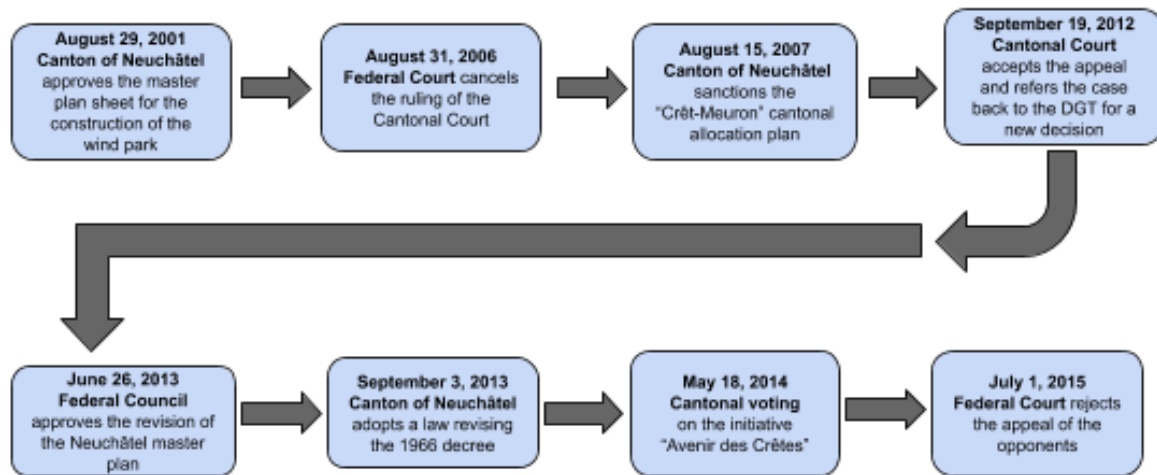 August 29, 2001
Canton of Neuchâtel
approves the master
plan sheet for the
construction of the
wind park
August 31, 2006
Federal Court cancels
the ruling of the
Cantonal Court
August 15, 2007
Canton of Neuchâtel
sanctions the
"Crêt-Meuron" cantonal
allocation plan
September 19, 2012
Cantonal Court
accepts the appeal
and refers the case
back to the DGT for a
new decision
June 26, 2013
Federal Council
approves the revision of
the Neuchâtel master
plan
September 3, 2013
Canton of Neuchâtel
adopts a law revising
the 1966 decree
May 18, 2014
Cantonal voting
on the initiative
"Avenir des Crêtes"
July 1, 2015
Federal Court rejects
the appeal of the
opponents